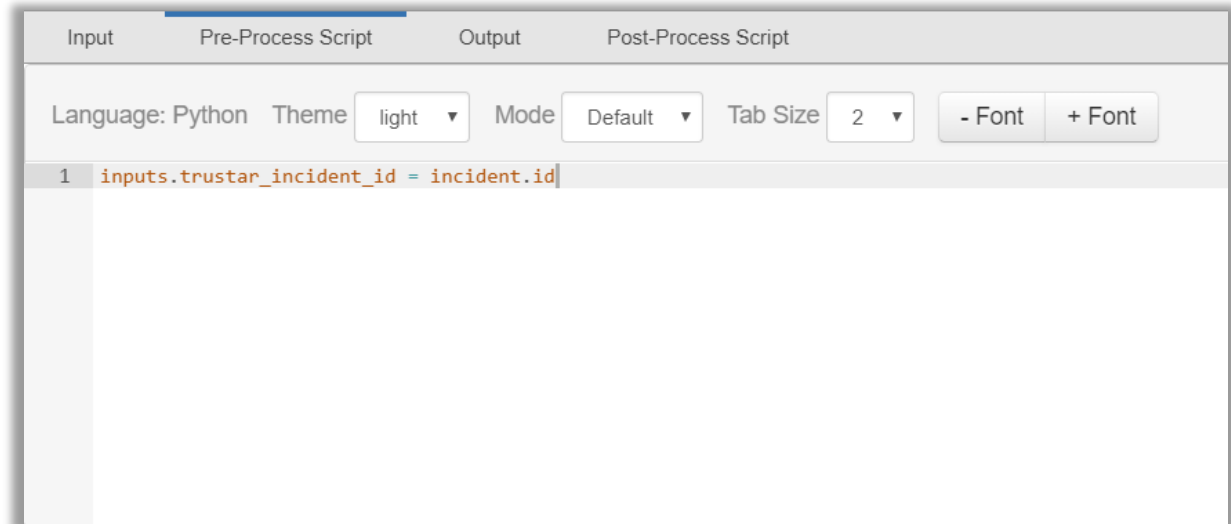 Input Pre-Process Script Output Post-Process Script
Language: Python Theme light Mode Default Tab Size 2 - Font + Font
1 inputs.trustar_incident_id = incident.id